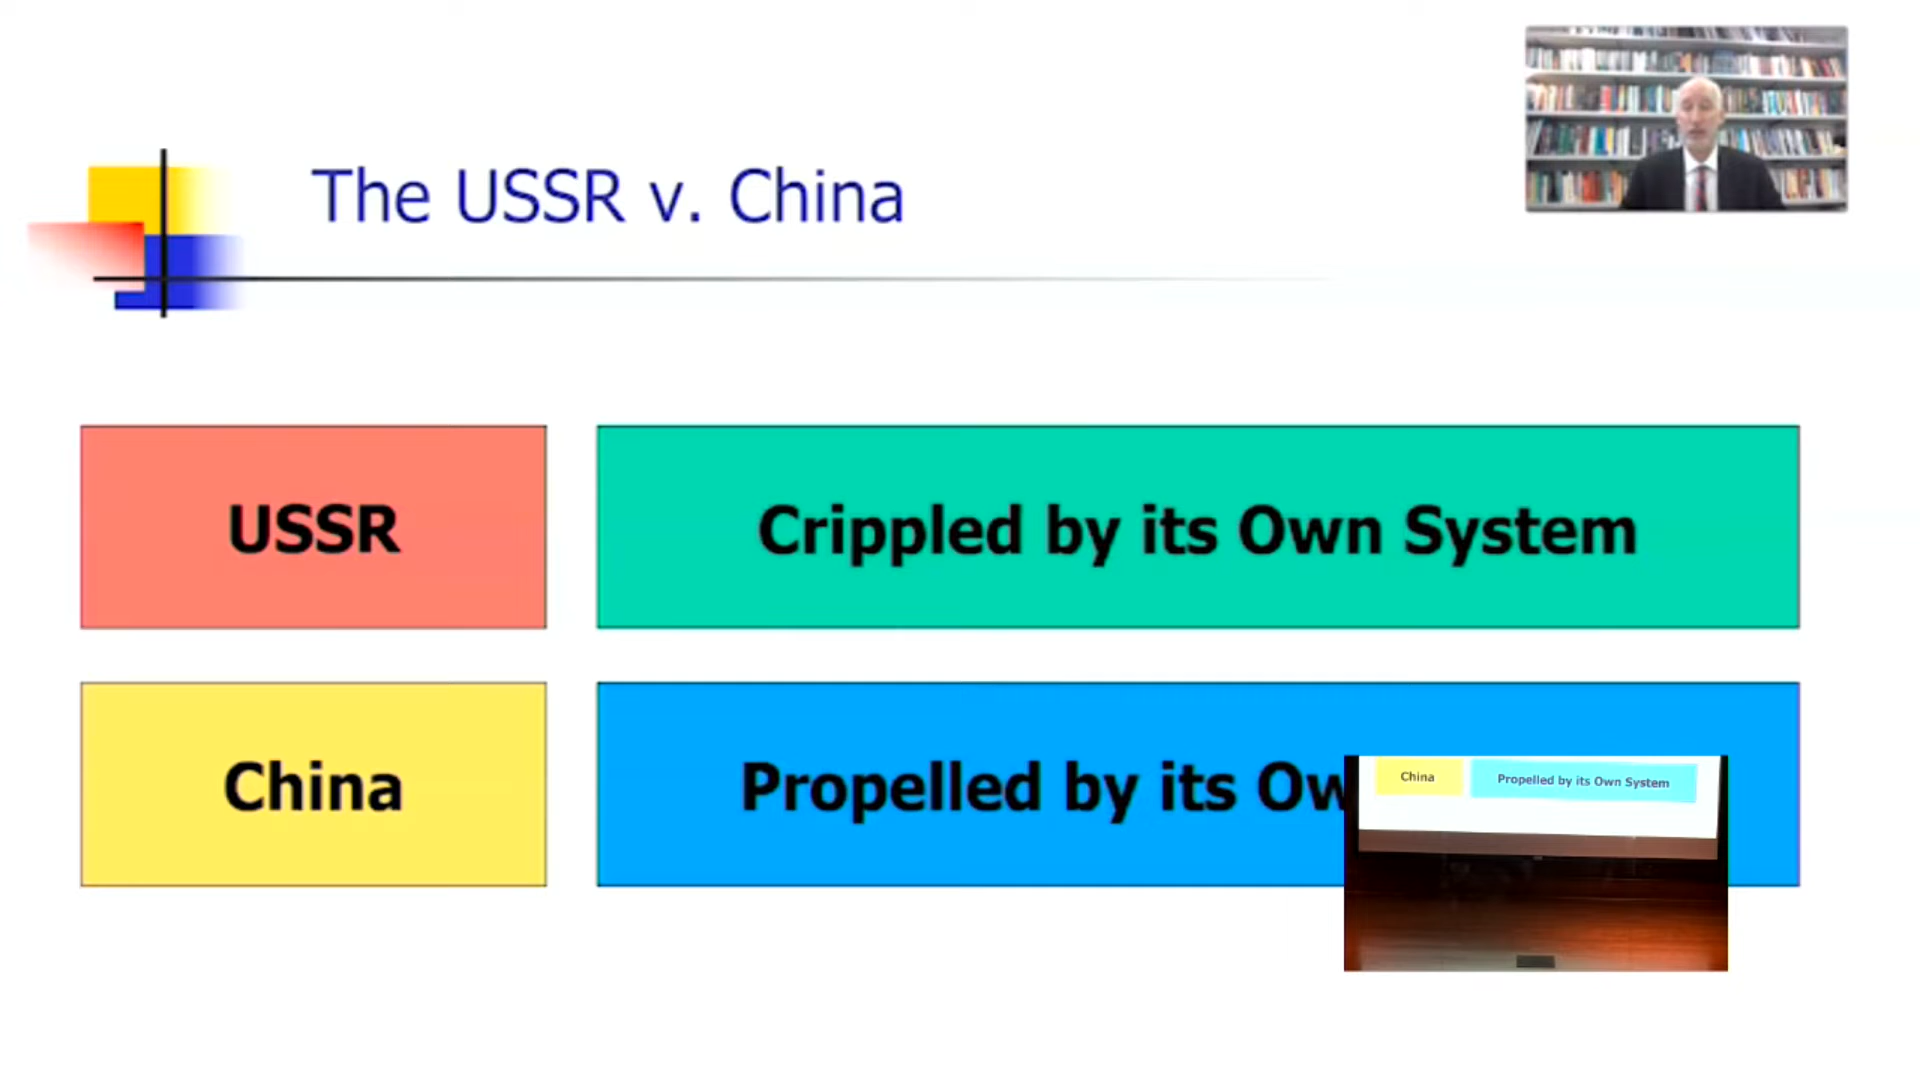 The USSR v. China
USSR
Crippled by its Own System
China
Propelled by its Ow
China
Propelled by its Own System